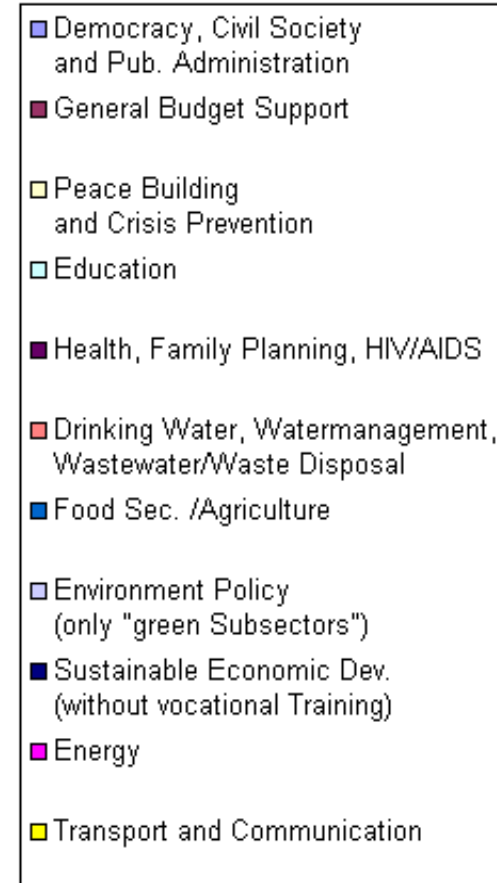 Democracy, Civil Society
and Pub. Administration
General Budget Support
Peace Building
and Crisis Prevention
Education
Health, Family Planning, HIV/AIDS
Drinking Water, Watermanagement,
Wastewater/Waste Disposal
Food Sec. /Agriculture
Environment Policy
(only "green Subsectors")
Sustainable Economic Dev.
(without vocational Training)
Energy
Transport and Communication